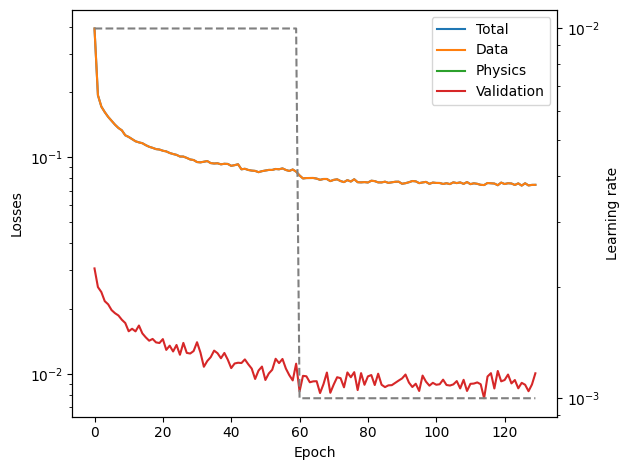 Total
Data
Physics
Validation
Losses
10⁻¹
10⁻²
Learning rate
10⁻²
10⁻³
0 20 40 60 80 100 120
Epoch